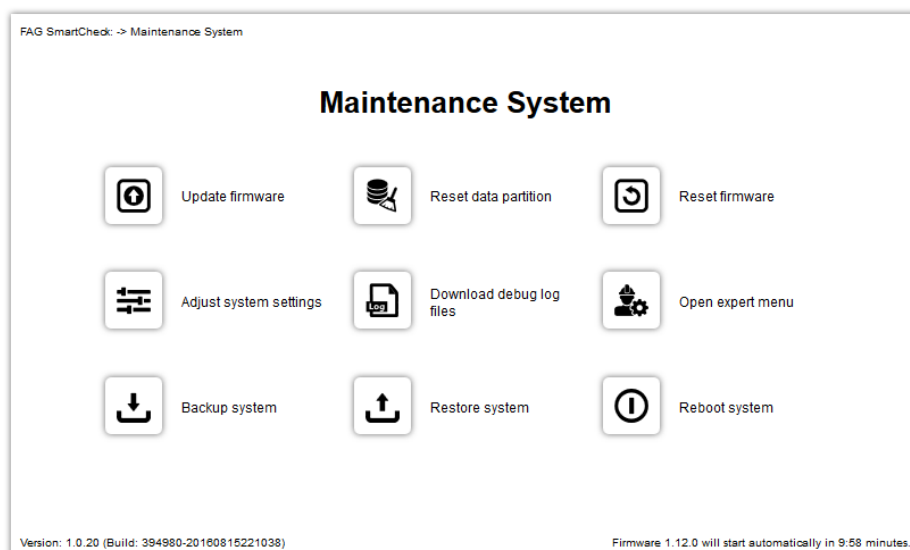 FAG SmartCheck: -> Maintenance System
Maintenance System
Update firmware
Reset data partition
Reset firmware
Adjust system settings
Download debug log
files
Log
Open expert menu
Backup system
Restore system
Reboot system
Version: 1.0.20 (Build: 394980-20160815221038)
Firmware 1.12.0 will start automatically in 9:58 minutes.